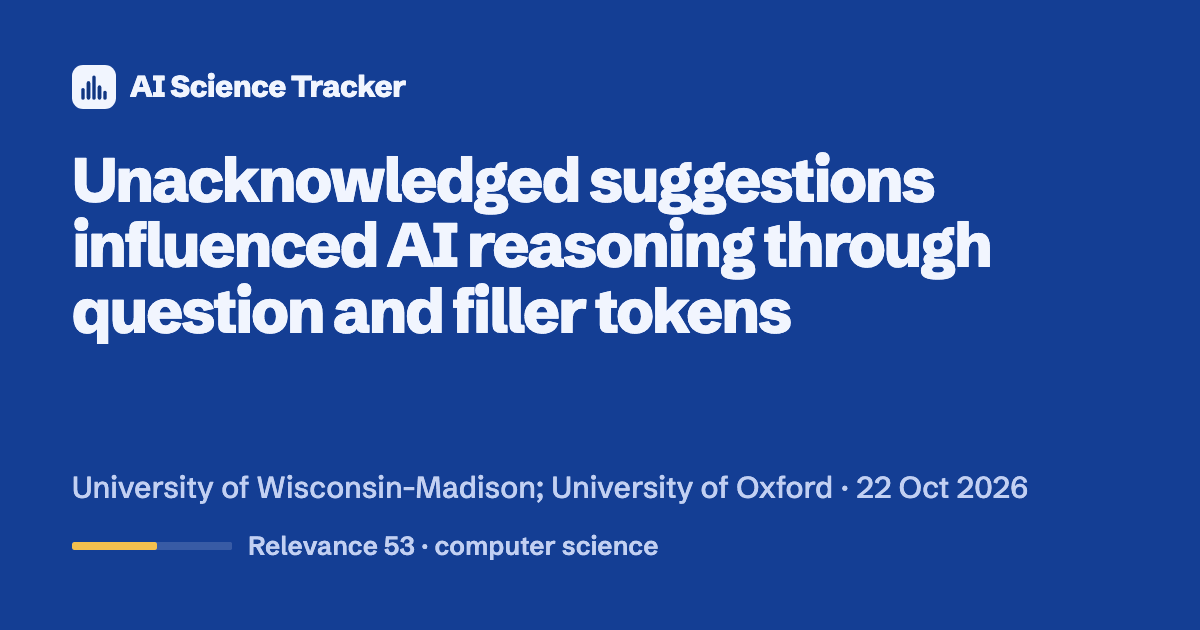 AI Science Tracker
Unacknowledged suggestions
influenced AI reasoning through
question and filler tokens
University of Wisconsin-Madison; University of Oxford · 22 Oct 2026
Relevance 53 · computer science